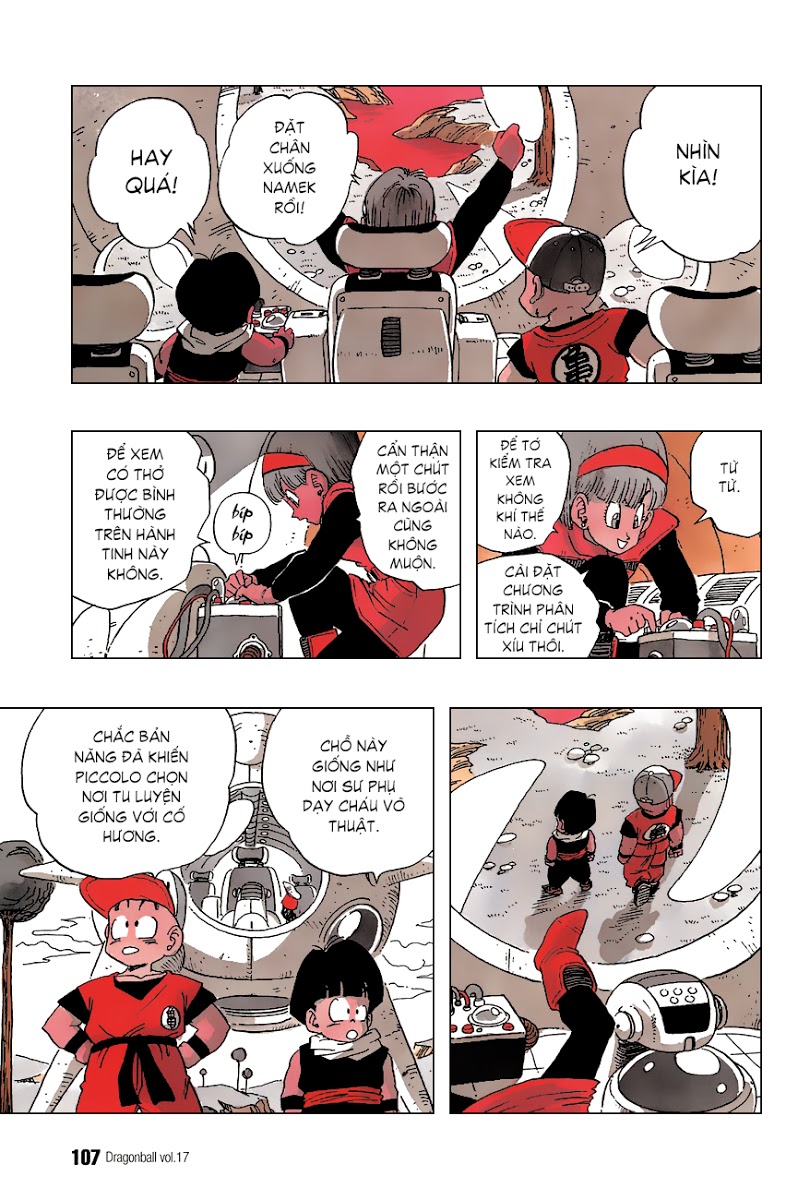 NHÌN
KÌA!
ĐẶT
CHÂN
XUỐNG
NAMEK
RỒI!
HAY
QUÁ!
亀
TỪ
TỪ.
ĐỂ TỚ
KIỂM TRA
XEM
KHÔNG
KHÍ THẾ
NÀO.
CÀI ĐẶT
CHƯƠNG
TRÌNH PHÂN
TÍCH CHỈ CHÚT
XÍU THÔI.
CẨN THẬN
MỘT CHÚT
RỒI BƯỚC
RA NGOÀI
CŨNG
KHÔNG
MUỘN.
bíp
bíp
ĐỂ XEM
CÓ THỞ
ĐƯỢC BÌNH
THƯỜNG
TRÊN HÀNH
TINH NÀY
KHÔNG.
CHỖ NÀY
GIỐNG NHƯ
NƠI SƯ PHỤ
DẠY CHÁU VÕ
THUẬT.
CHẮC BẢN
NĂNG ĐÃ KHIẾN
PICCOLO CHỌN
NƠI TU LUYỆN
GIỐNG VỚI CỐ
HƯƠNG.
107 Dragonball vol.17